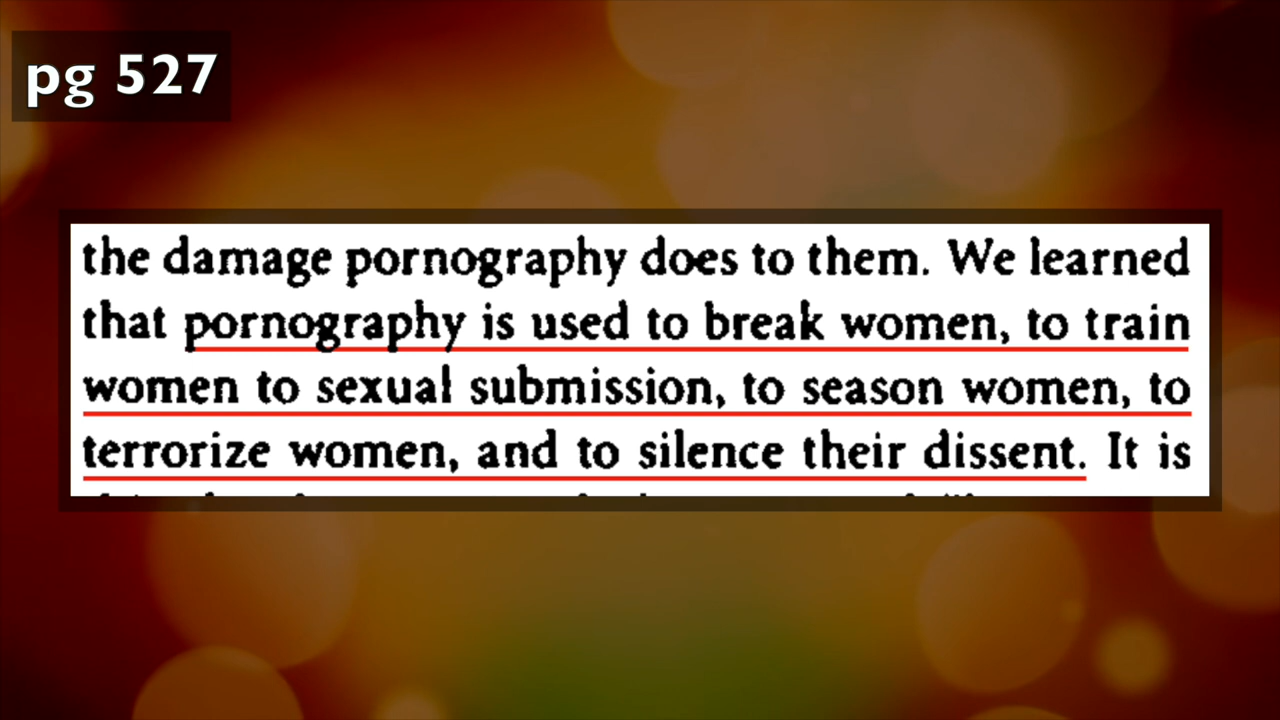 pg 527
the damage pornography does to them. We learned
that pornography is used to break women, to train
women to sexual submission, to season women, to
terrorize women, and to silence their dissent. It is